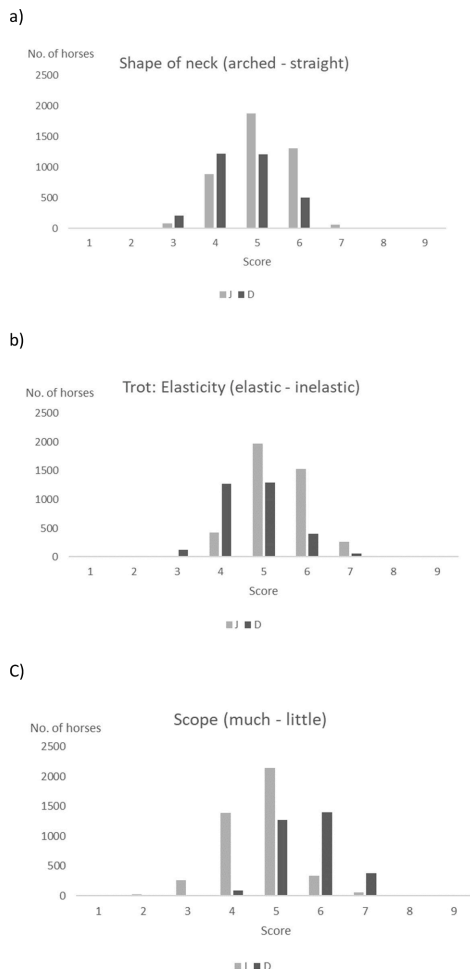 a)
No. of horses
Shape of neck (arched - straight)
2500
2000
1500
1000
500
0
1 2 3 4 5 6 7 8 9
Score
J D
b)
No. of horses
Trot: Elasticity (elastic - inelastic)
2500
2000
1500
1000
500
0
1 2 3 4 5 6 7 8 9
Score
J D
C)
No. of horses
Scope (much - little)
2500
2000
1500
1000
500
0
1 2 3 4 5 6 7 8 9
Score
J D